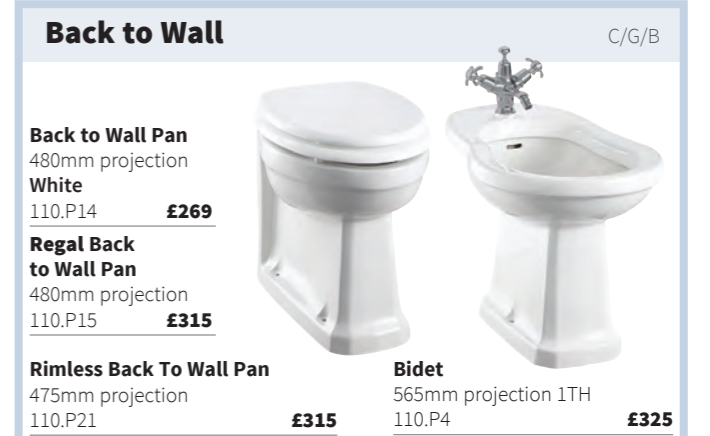 Back to Wall
C/G/B
Back to Wall Pan
480mm projection
White
110.P14 £269
Regal Back
to Wall Pan
480mm projection
110.P15 £315
Rimless Back To Wall Pan
475mm projection
110.P21 £315
Bidet
565mm projection 1TH
110.P4 £325